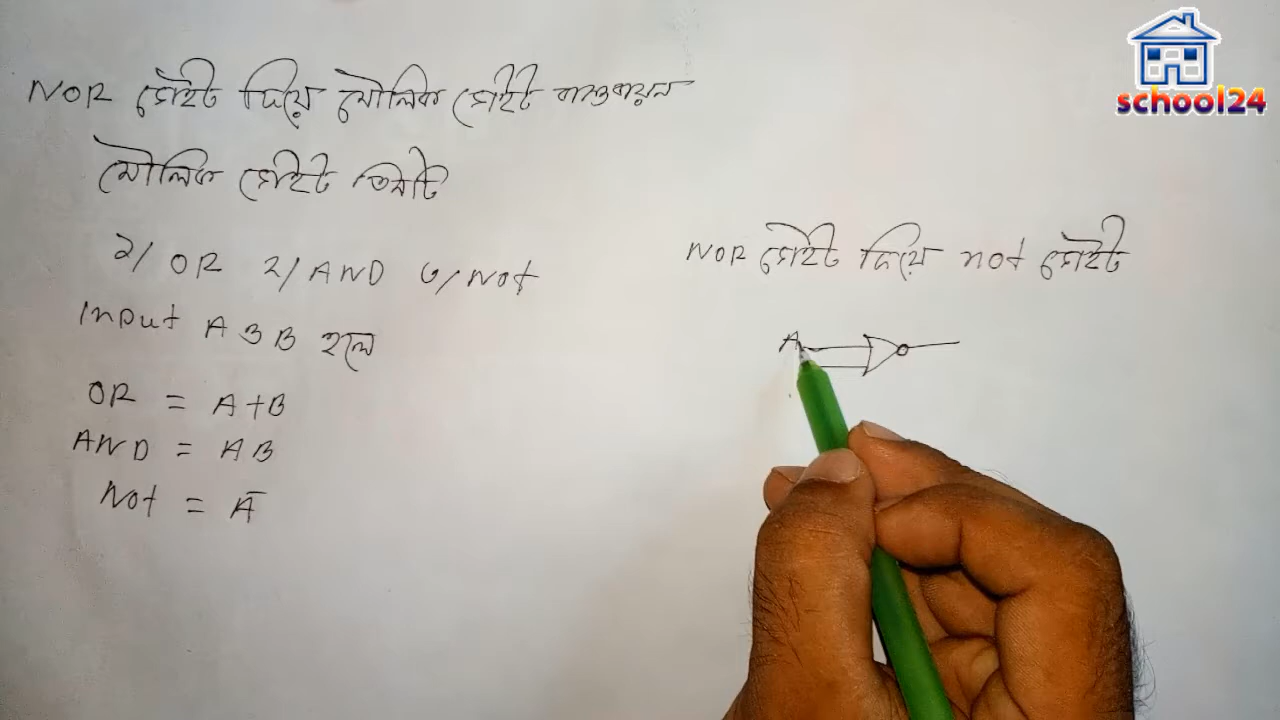 NOR গেইট দিয়ে মৌলিক গেইট বাস্তবায়ন
মৌলিক গেইট তিনটি
১/ OR ২/ AND ৩/ Not
Input A ও B হলে
OR = A+B
AND = AB
Not = Ā
NOR গেইট দিয়ে not গেইট
A
school24